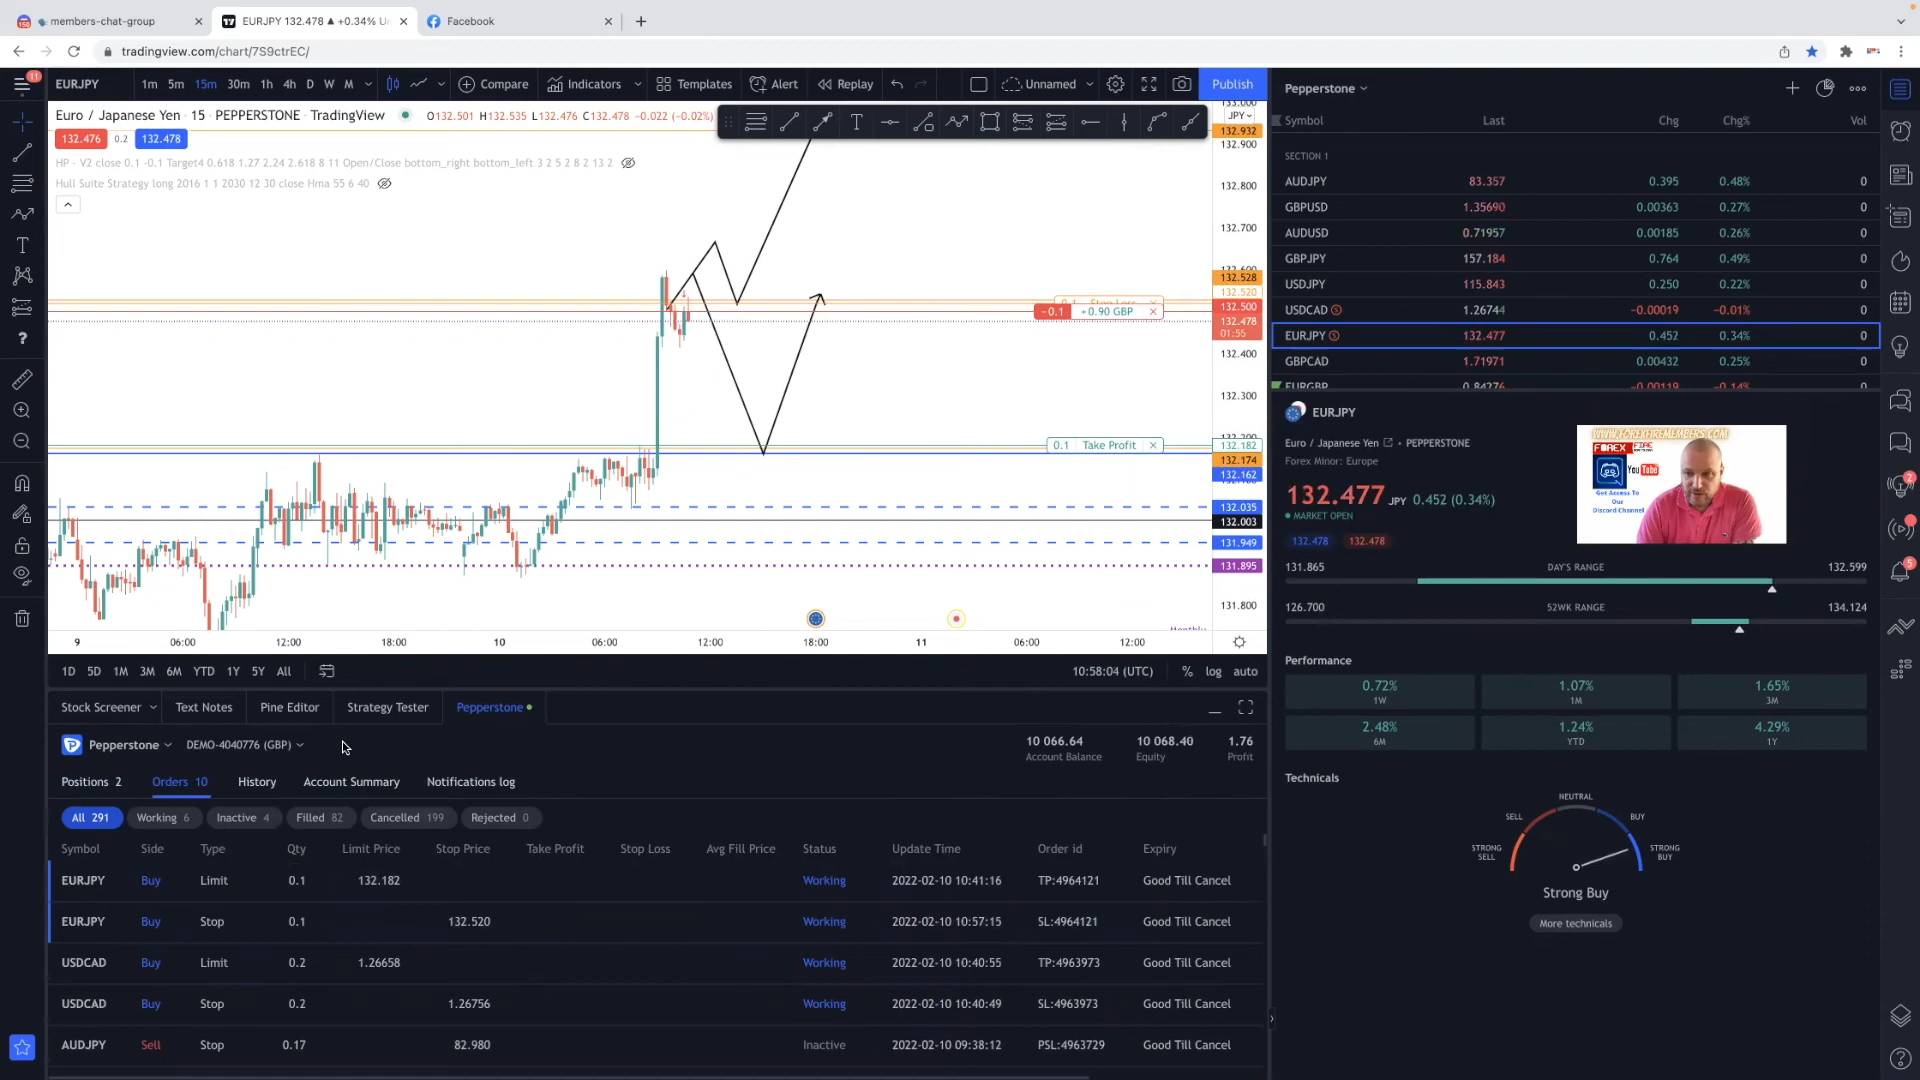 members-chat-group
EURJPY 132.478 ▲ +0.34% Un
Facebook
tradingview.com/chart/7S9ctrEC/
11
EURJPY
1m 5m 15m 30m 1h 4h D W M
Compare
Indicators
Templates
Alert
Replay
Unnamed
Publish
Euro / Japanese Yen · 15 · PEPPERSTONE · TradingView
O132.501 H132.535 L132.476 C132.478 −0.022 (−0.02%)
132.476 0.2 132.478
HP - V2 close 0.1 -0.1 Target4 0.618 1.27 2.24 2.618 8 11 Open/Close bottom_right bottom_left 3 2 5 2 8 2 13 2
Hull Suite Strategy long 2016 1 1 2030 12 30 close Hma 55 6 40
JPY
132.932
132.900
132.800
132.700
132.528
132.520
132.500
132.478
01:55
132.400
132.300
132.182
132.174
132.162
132.035
132.003
131.949
131.895
131.800
0.1 Stop Loss
−0.1 +0.90 GBP
0.1 Take Profit
9 06:00 12:00 18:00 10 06:00 12:00 18:00 11 06:00 12:00
1D 5D 1M 3M 6M YTD 1Y 5Y All
10:58:04 (UTC) % log auto
Stock Screener Text Notes Pine Editor Strategy Tester Pepperstone
Pepperstone DEMO-4040776 (GBP)
10 066.64 10 068.40 1.76
Account Balance Equity Profit
Positions 2 Orders 10 History Account Summary Notifications log
All 291 Working 6 Inactive 4 Filled 82 Cancelled 199 Rejected 0
Symbol Side Type Qty Limit Price Stop Price Take Profit Stop Loss Avg Fill Price Status Update Time Order id Expiry
EURJPY Buy Limit 0.1 132.182 Working 2022-02-10 10:41:16 TP:4964121 Good Till Cancel
EURJPY Buy Stop 0.1 132.520 Working 2022-02-10 10:57:15 SL:4964121 Good Till Cancel
USDCAD Buy Limit 0.2 1.26658 Working 2022-02-10 10:40:55 TP:4963973 Good Till Cancel
USDCAD Buy Stop 0.2 1.26756 Working 2022-02-10 10:40:49 SL:4963973 Good Till Cancel
AUDJPY Sell Stop 0.17 82.980 Inactive 2022-02-10 09:38:12 PSL:4963729 Good Till Cancel
Pepperstone
Symbol Last Chg Chg% Vol
SECTION 1
AUDJPY 83.357 0.395 0.48% 0
GBPUSD 1.35690 0.00363 0.27% 0
AUDUSD 0.71957 0.00185 0.26% 0
GBPJPY 157.184 0.764 0.49% 0
USDJPY 115.843 0.250 0.22% 0
USDCAD 1.26744 −0.00019 −0.01% 0
EURJPY 132.477 0.452 0.34% 0
GBPCAD 1.71971 0.00432 0.25% 0
EURGBP 0.84276 −0.00119 −0.14% 0
EURJPY
Euro / Japanese Yen • PEPPERSTONE
Forex Minor: Europe
132.477 JPY 0.452 (0.34%)
MARKET OPEN
132.478 132.478
WWW.FOREXFIREMEMBERS.COM
FOREX FIRE
YouTube
Get Access To
Our
Discord Channel
131.865 DAY'S RANGE 132.599
126.700 52WK RANGE 134.124
Performance
0.72% 1.07% 1.65%
1W 1M 3M
2.48% 1.24% 4.29%
6M YTD 1Y
Technicals
NEUTRAL
SELL BUY
STRONG SELL STRONG BUY
Strong Buy
More technicals
2
5